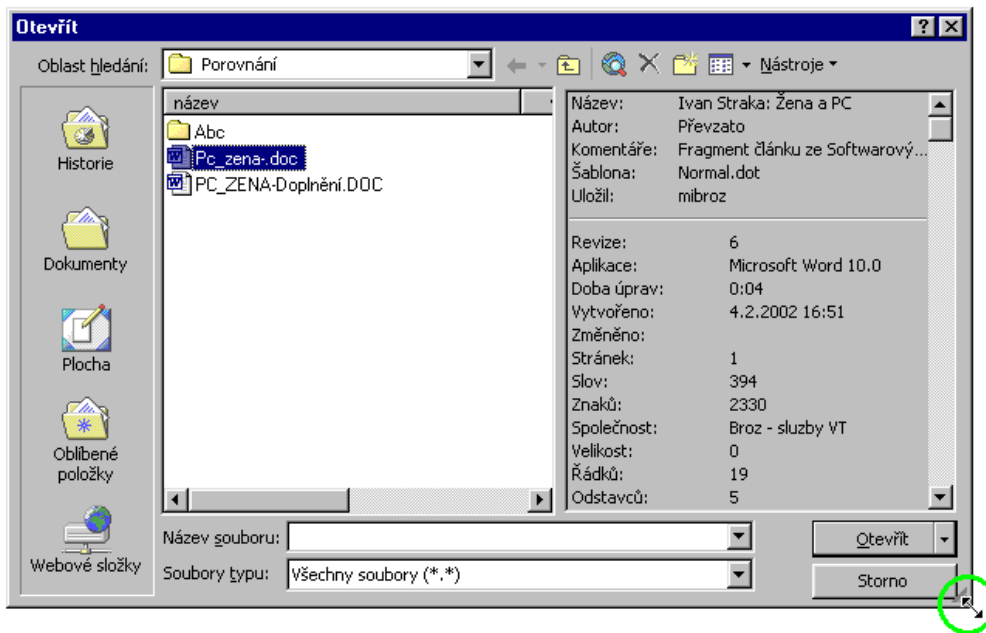 Otevřít
Oblast hledání: Porovnání Nástroje
Historie
Dokumenty
Plocha
Oblíbené
položky
Webové složky
název
Abc
Pc_zena-.doc
PC_ZENA-Doplnění.DOC
Název: Ivan Straka: Žena a PC
Autor: Převzato
Komentáře: Fragment článku ze Softwarový...
Šablona: Normal.dot
Uložil: mibroz
Revize: 6
Aplikace: Microsoft Word 10.0
Doba úprav: 0:04
Vytvořeno: 4.2.2002 16:51
Změněno:
Stránek: 1
Slov: 394
Znaků: 2330
Společnost: Broz - sluzby VT
Velikost: 0
Řádků: 19
Odstavců: 5
Název souboru: Otevřít
Soubory typu: Všechny soubory (*.*) Storno